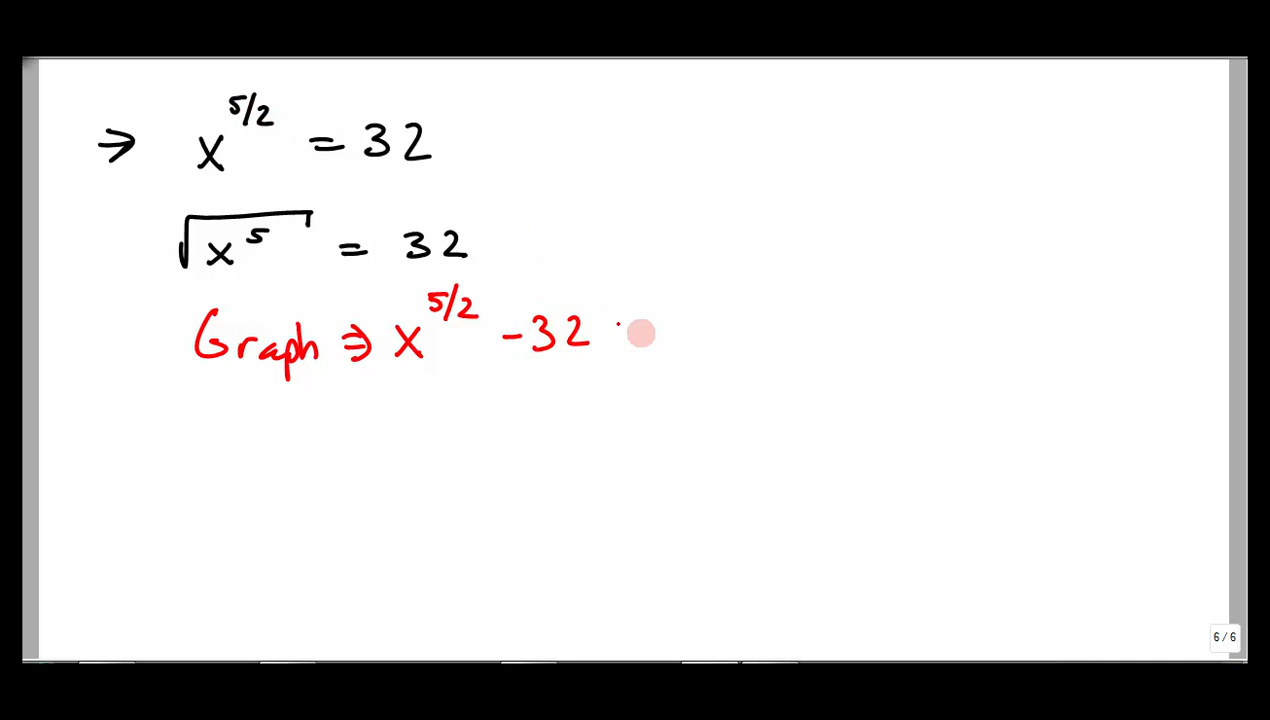 → x^5/2 = 32
√x^5 = 32
Graph ⇒ x^5/2 - 32
6 / 6